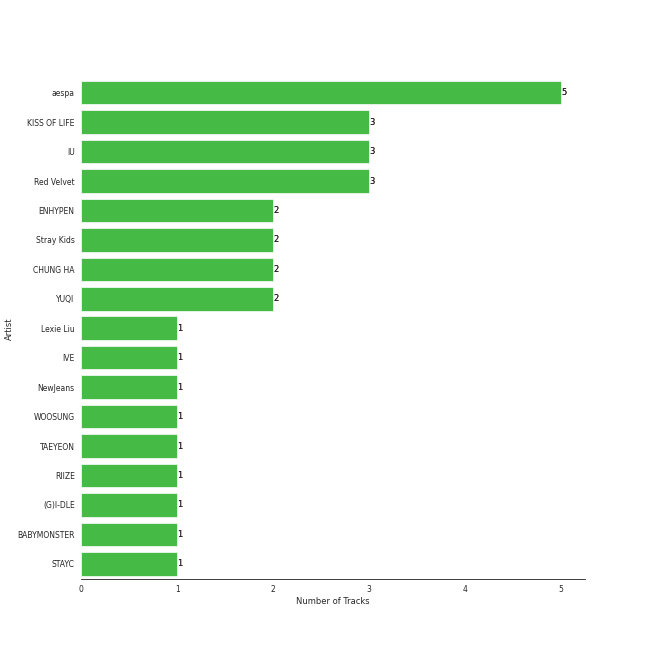 aespa 5
KISS OF LIFE 3
IU 3
Red Velvet 3
ENHYPEN 2
Stray Kids 2
CHUNG HA 2
YUQI 2
Lexie Liu 1
IVE 1
NewJeans 1
WOOSUNG 1
TAEYEON 1
RIIZE 1
(G)I-DLE 1
BABYMONSTER 1
STAYC 1
Artist
0 1 2 3 4 5
Number of Tracks